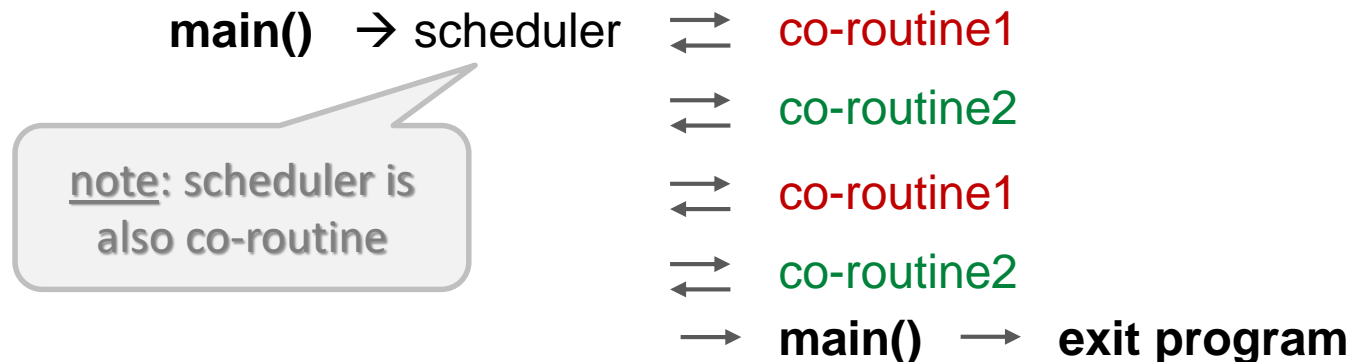 main() → scheduler co-routine1
co-routine2
note: scheduler is
also co-routine
co-routine1
co-routine2
main() → exit program